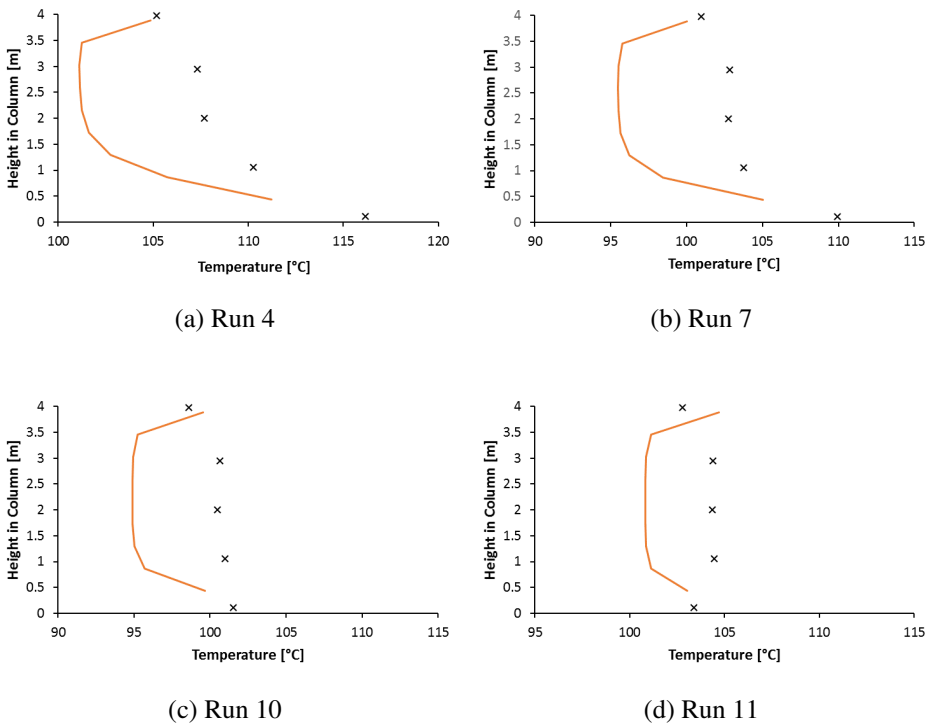 4
3.5
3
2.5
2
1.5
1
0.5
0
Height in Column [m]
100 105 110 115 120
Temperature [°C]
(a) Run 4
4
3.5
3
2.5
2
1.5
1
0.5
0
Height in Column [m]
90 95 100 105 110 115
Temperature [°C]
(b) Run 7
4
3.5
3
2.5
2
1.5
1
0.5
0
Height in Column [m]
90 95 100 105 110 115
Temperature [°C]
(c) Run 10
4
3.5
3
2.5
2
1.5
1
0.5
0
Height in Column [m]
95 100 105 110 115
Temperature [°C]
(d) Run 11